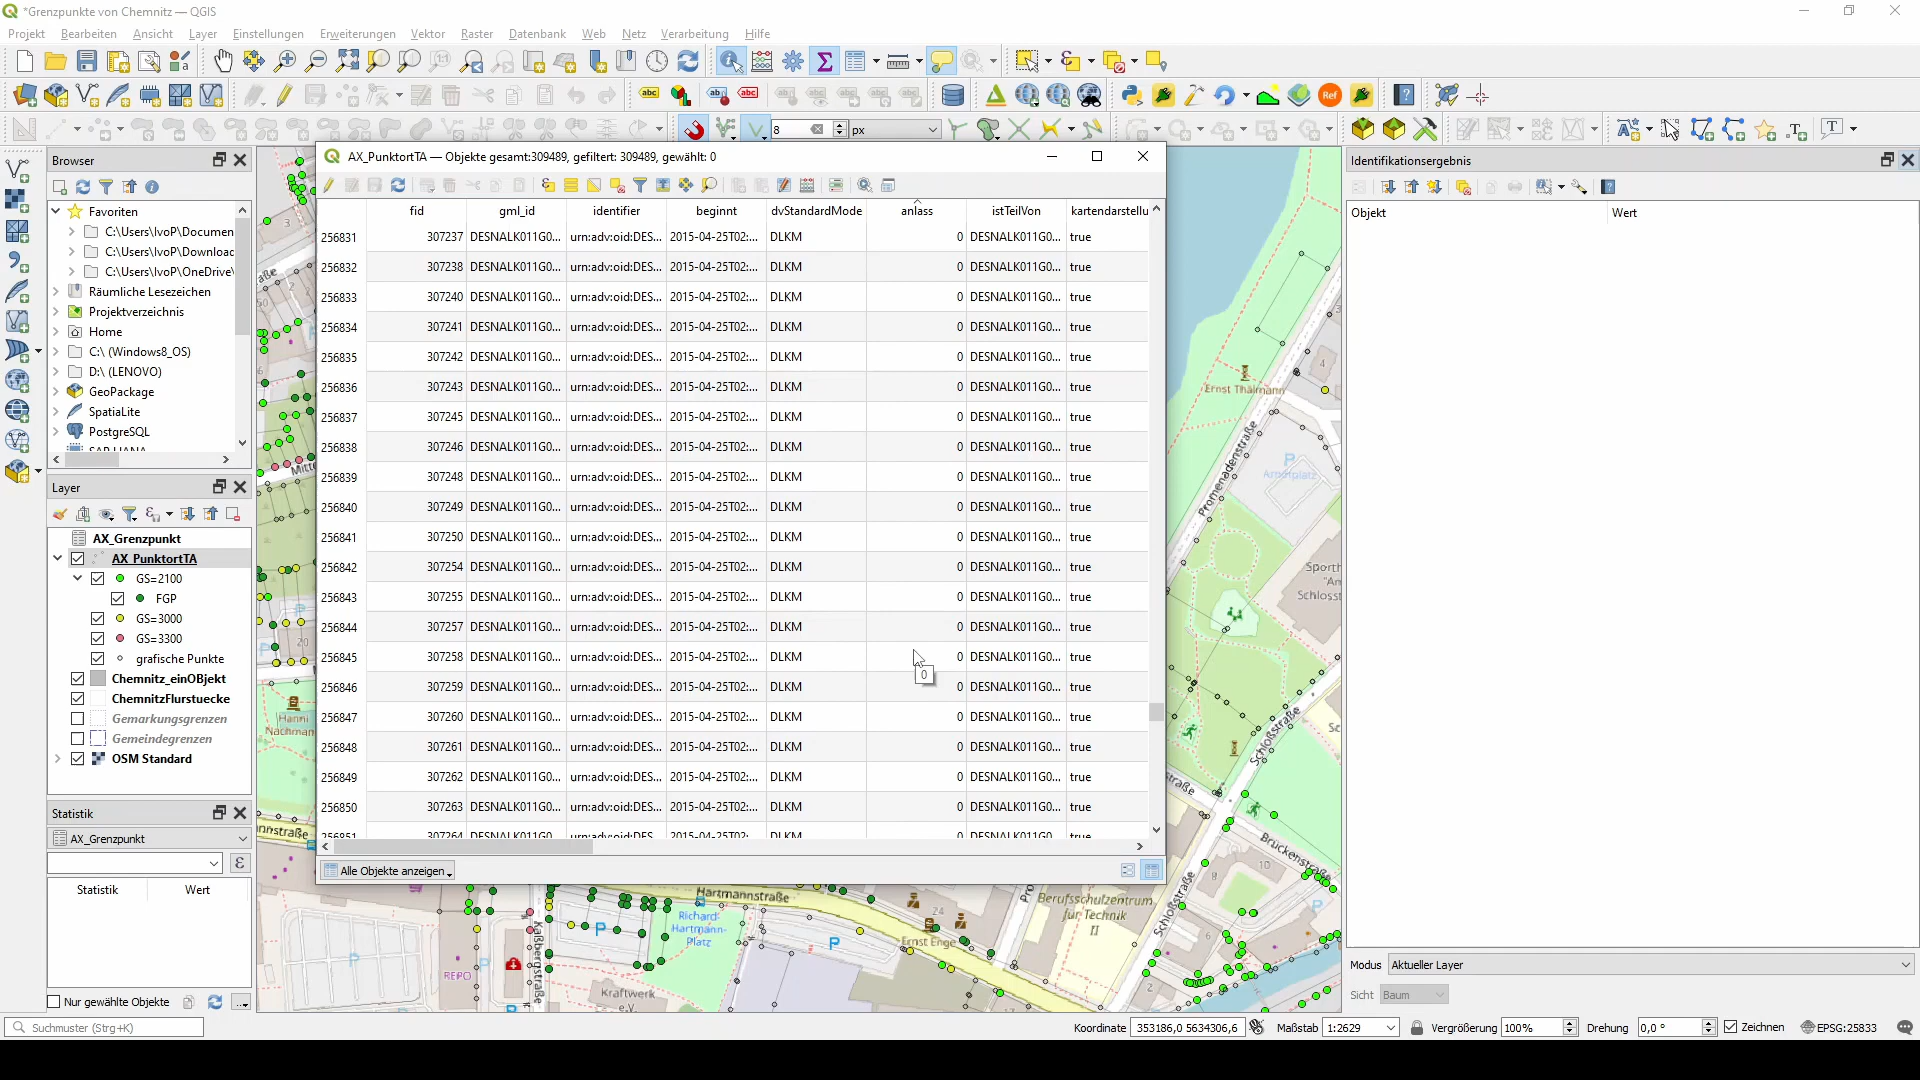 *Grenzpunkte von Chemnitz — QGIS
Projekt Bearbeiten Ansicht Layer Einstellungen Erweiterungen Vektor Raster Datenbank Web Netz Verarbeitung Hilfe
8 px
Browser
Favoriten
C:\Users\IvoP\Documen
C:\Users\IvoP\Downloac
C:\Users\IvoP\OneDrive\
Räumliche Lesezeichen
Projektverzeichnis
Home
C:\ (Windows8_OS)
D:\ (LENOVO)
GeoPackage
SpatiaLite
PostgreSQL
Layer
AX_Grenzpunkt
AX_PunktortTA
GS=2100
FGP
GS=3000
GS=3300
grafische Punkte
Chemnitz_einOBjekt
ChemnitzFlurstuecke
Gemarkungsgrenzen
Gemeindegrenzen
OSM Standard
Statistik
AX_Grenzpunkt
Statistik Wert
Nur gewählte Objekte
Suchmuster (Strg+K)
AX_PunktortTA — Objekte gesamt:309489, gefiltert: 309489, gewählt: 0
fid gml_id identifier beginnt dvStandardMode anlass istTeilVon kartendarstellu
256831 307237 DESNALK011G0... urn:adv:oid:DES... 2015-04-25T02:... DLKM 0 DESNALK011G0... true
256832 307238 DESNALK011G0... urn:adv:oid:DES... 2015-04-25T02:... DLKM 0 DESNALK011G0... true
256833 307240 DESNALK011G0... urn:adv:oid:DES... 2015-04-25T02:... DLKM 0 DESNALK011G0... true
256834 307241 DESNALK011G0... urn:adv:oid:DES... 2015-04-25T02:... DLKM 0 DESNALK011G0... true
256835 307242 DESNALK011G0... urn:adv:oid:DES... 2015-04-25T02:... DLKM 0 DESNALK011G0... true
256836 307243 DESNALK011G0... urn:adv:oid:DES... 2015-04-25T02:... DLKM 0 DESNALK011G0... true
256837 307245 DESNALK011G0... urn:adv:oid:DES... 2015-04-25T02:... DLKM 0 DESNALK011G0... true
256838 307246 DESNALK011G0... urn:adv:oid:DES... 2015-04-25T02:... DLKM 0 DESNALK011G0... true
256839 307248 DESNALK011G0... urn:adv:oid:DES... 2015-04-25T02:... DLKM 0 DESNALK011G0... true
256840 307249 DESNALK011G0... urn:adv:oid:DES... 2015-04-25T02:... DLKM 0 DESNALK011G0... true
256841 307250 DESNALK011G0... urn:adv:oid:DES... 2015-04-25T02:... DLKM 0 DESNALK011G0... true
256842 307254 DESNALK011G0... urn:adv:oid:DES... 2015-04-25T02:... DLKM 0 DESNALK011G0... true
256843 307255 DESNALK011G0... urn:adv:oid:DES... 2015-04-25T02:... DLKM 0 DESNALK011G0... true
256844 307257 DESNALK011G0... urn:adv:oid:DES... 2015-04-25T02:... DLKM 0 DESNALK011G0... true
256845 307258 DESNALK011G0... urn:adv:oid:DES... 2015-04-25T02:... DLKM 0 DESNALK011G0... true
256846 307259 DESNALK011G0... urn:adv:oid:DES... 2015-04-25T02:... DLKM 0 DESNALK011G0... true
256847 307260 DESNALK011G0... urn:adv:oid:DES... 2015-04-25T02:... DLKM 0 DESNALK011G0... true
256848 307261 DESNALK011G0... urn:adv:oid:DES... 2015-04-25T02:... DLKM 0 DESNALK011G0... true
256849 307262 DESNALK011G0... urn:adv:oid:DES... 2015-04-25T02:... DLKM 0 DESNALK011G0... true
256850 307263 DESNALK011G0... urn:adv:oid:DES... 2015-04-25T02:... DLKM 0 DESNALK011G0... true
0
Alle Objekte anzeigen
Ernst Thälmann
Promenadenstraße
Schloßstraße
Brückenstraße
Schloßstraße
Hartmannstraße
Richard-
Hartmann-
Platz
Kaßbergstraße
REPO
Kraftwerk
e.V.
24
Ernst Enge
Berufsschulzentrum
für Technik
II
10
Identifikationsergebnis
Objekt Wert
Modus Aktueller Layer
Sicht Baum
Koordinate 353186,0 5634306,6 Maßstab 1:2629 Vergrößerung 100% Drehung 0,0 ° Zeichnen EPSG:25833